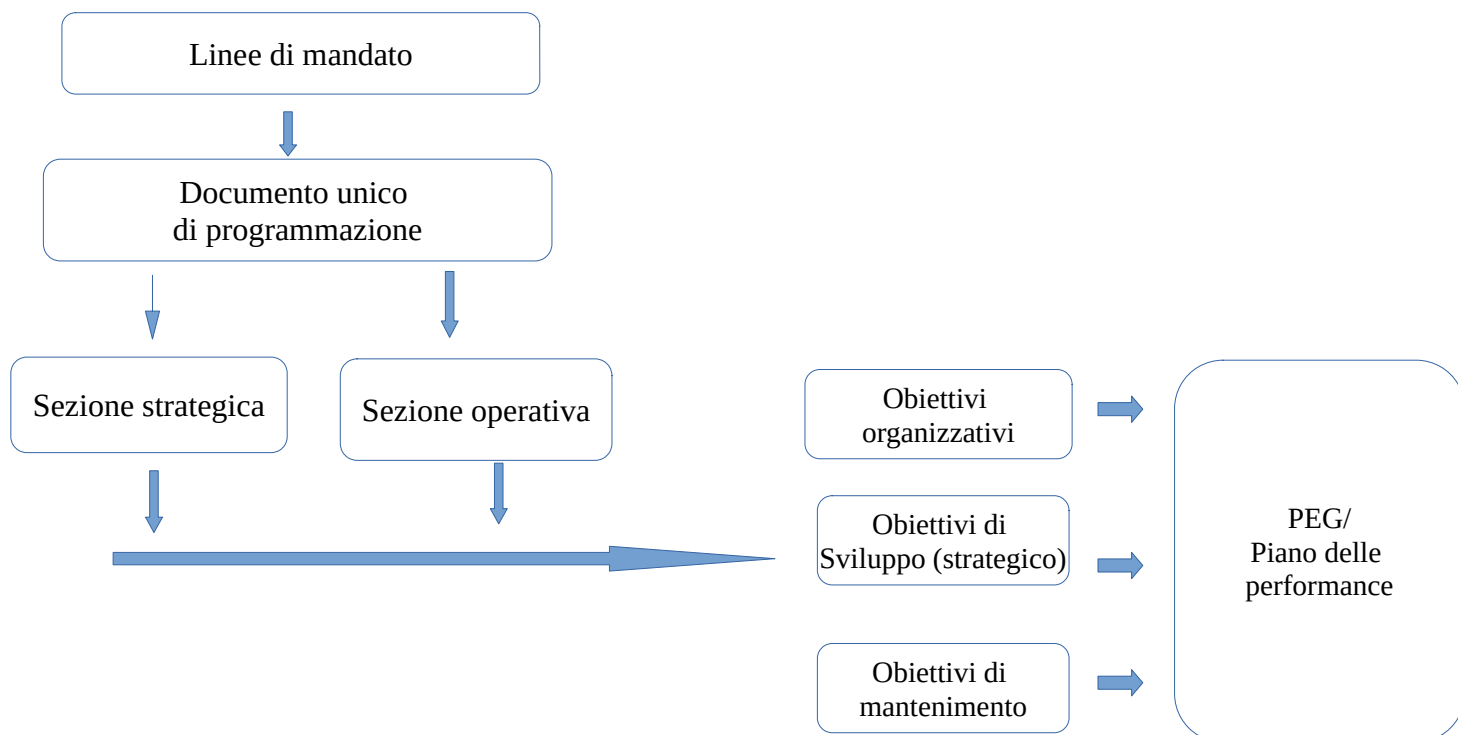 Linee di mandato
Documento unico
di programmazione
Sezione strategica
Sezione operativa
Obiettivi
organizzativi
Obiettivi di
Sviluppo (strategico)
Obiettivi di
mantenimento
PEG/
Piano delle
performance